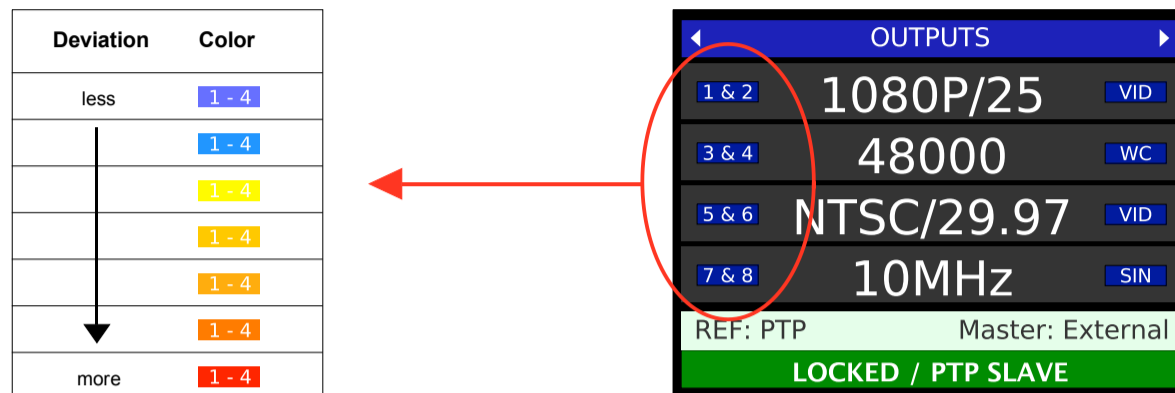 Deviation Color
less 1 - 4
1 - 4
1 - 4
1 - 4
1 - 4
1 - 4
more 1 - 4
OUTPUTS
1 & 2 1080P/25 VID
3 & 4 48000 WC
5 & 6 NTSC/29.97 VID
7 & 8 10MHz SIN
REF: PTP Master: External
LOCKED / PTP SLAVE